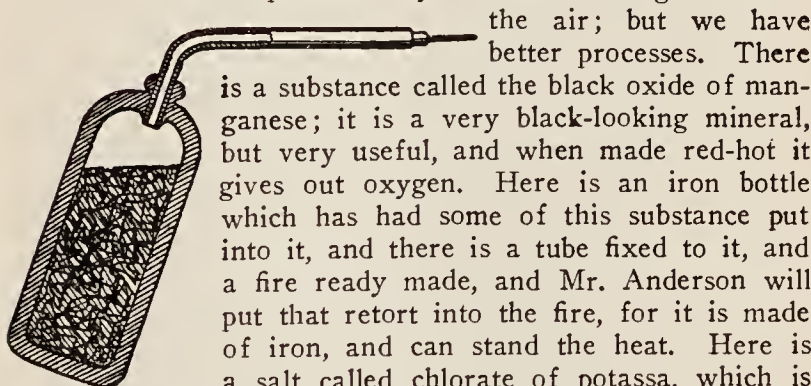 the air; but we have
better processes. There
is a substance called the black oxide of man-
ganese; it is a very black-looking mineral,
but very useful, and when made red-hot it
gives out oxygen. Here is an iron bottle
which has had some of this substance put
into it, and there is a tube fixed to it, and
a fire ready made, and Mr. Anderson will
put that retort into the fire, for it is made
of iron, and can stand the heat. Here is
a salt called chlorate of potassa, which is